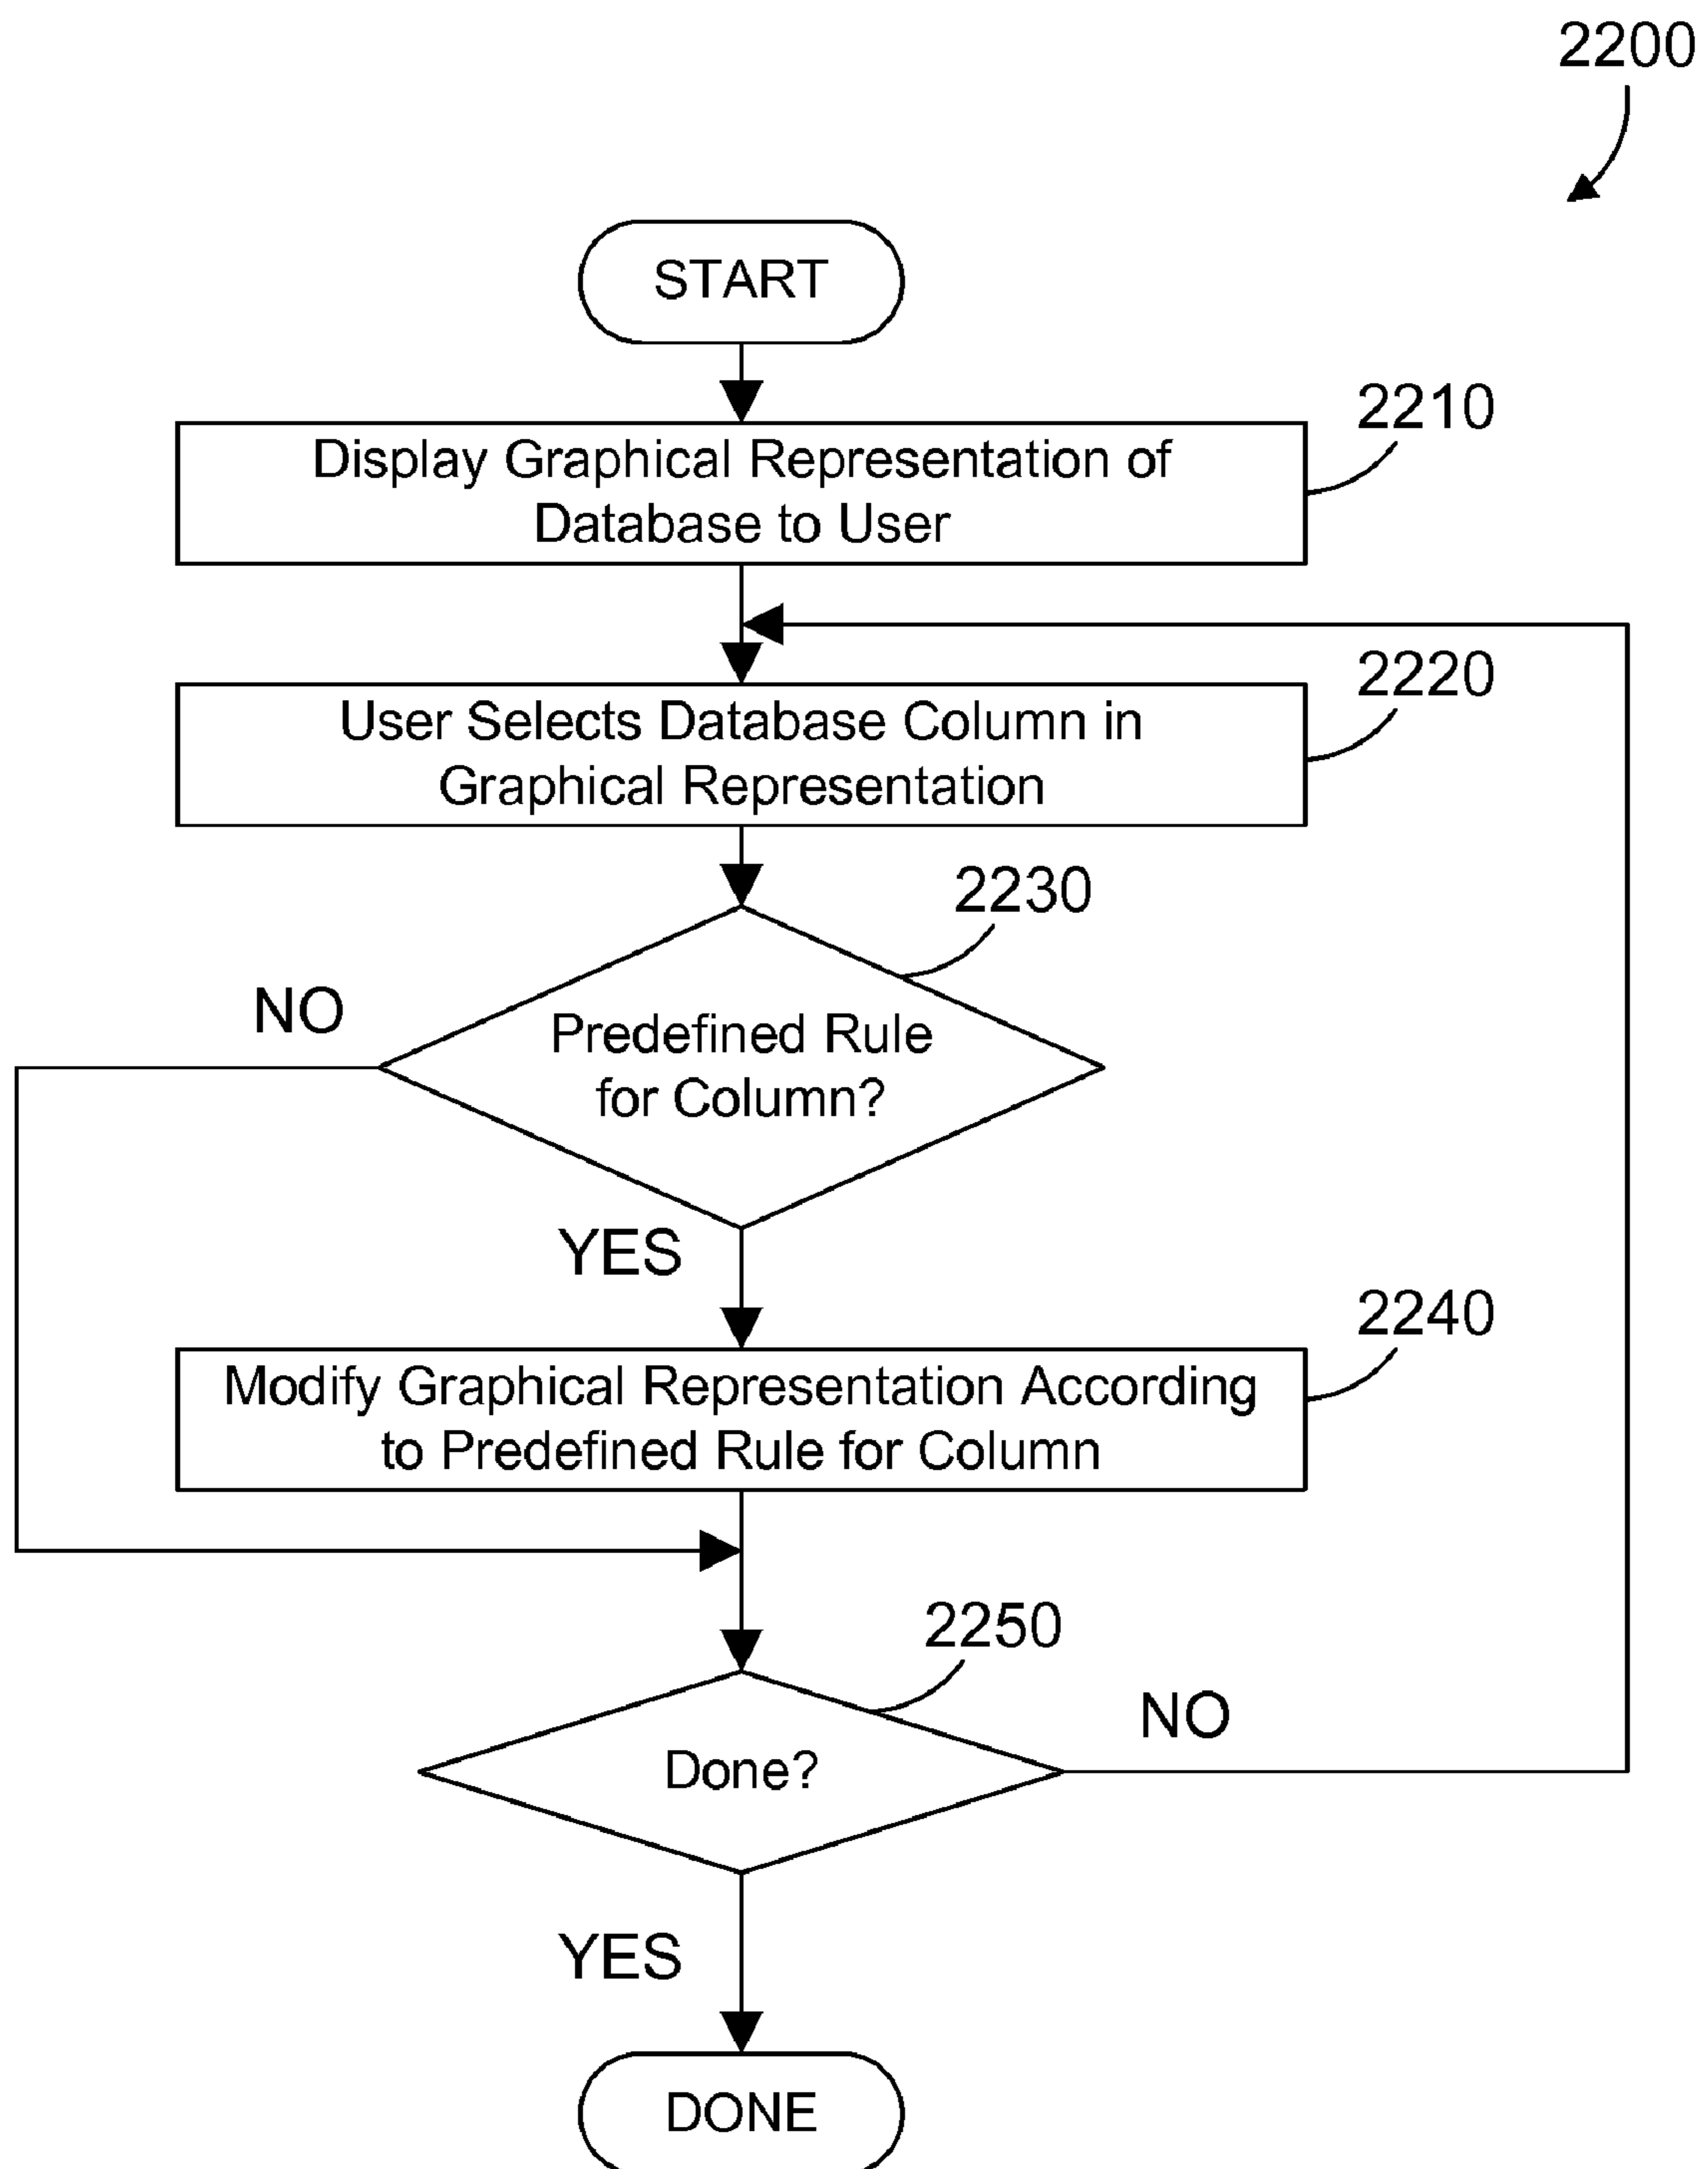 2200
START
2210
Display Graphical Representation of
Database to User
2220
User Selects Database Column in
Graphical Representation
2230
NO
Predefined Rule
for Column?
YES
2240
Modify Graphical Representation According
to Predefined Rule for Column
2250
NO
Done?
YES
DONE